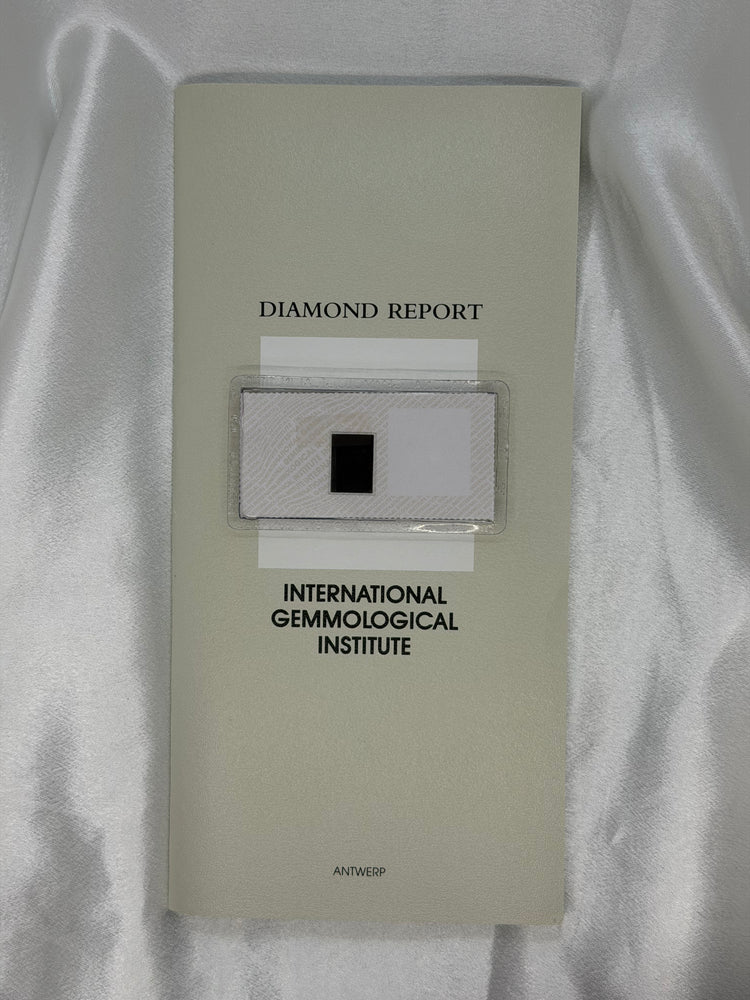 DIAMOND REPORT
INTERNATIONAL
GEMMOLOGICAL
INSTITUTE
ANTWERP